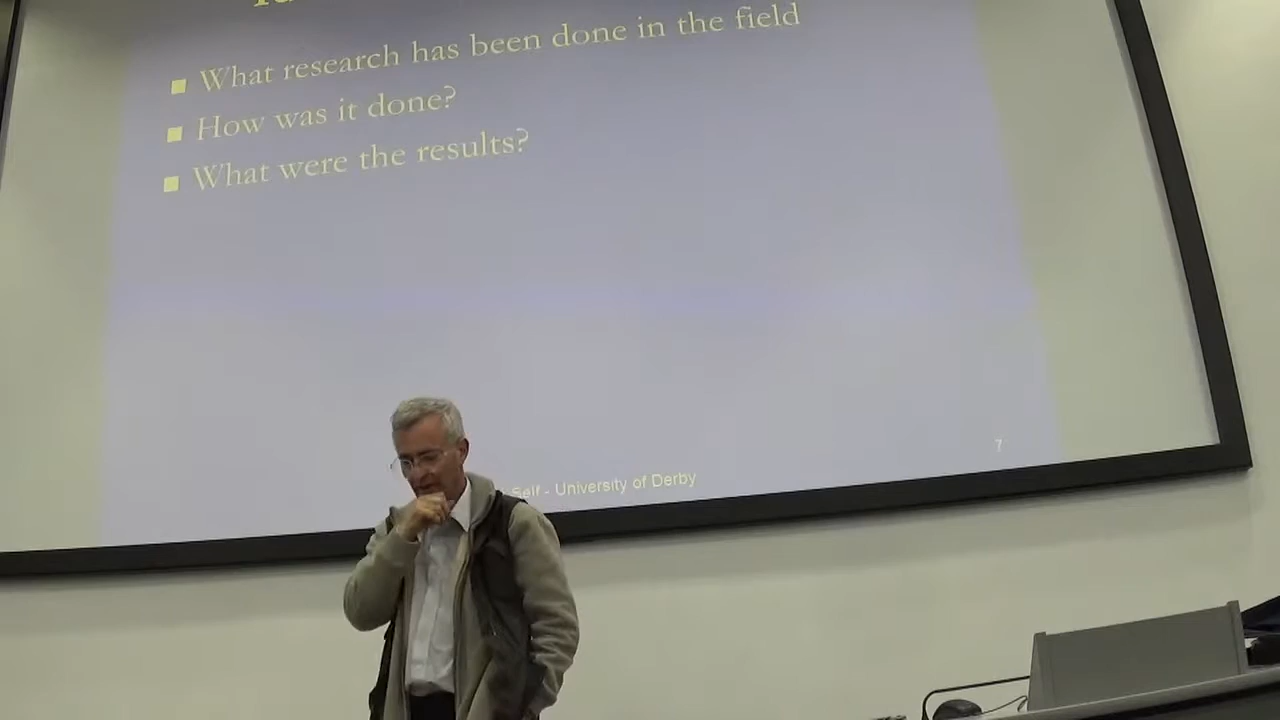 What research has been done in the field
How was it done?
What were the results?
7
Self - University of Derby